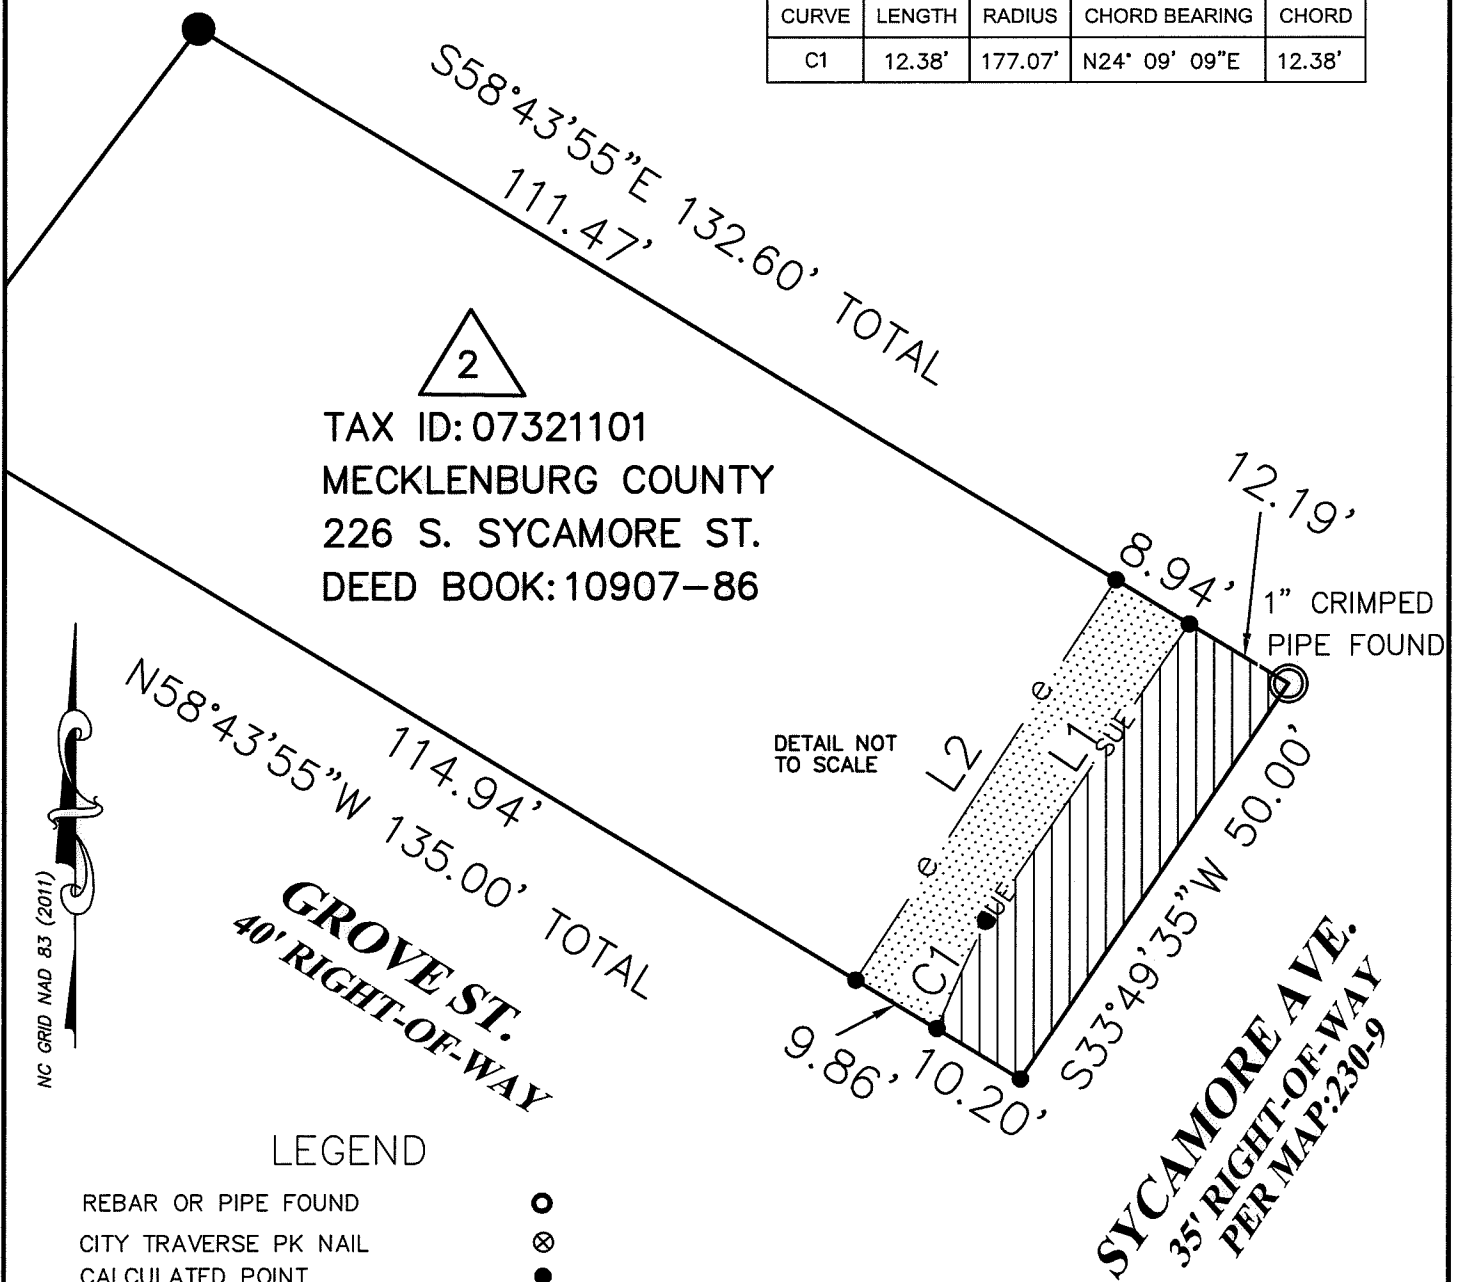 CURVE LENGTH RADIUS CHORD BEARING CHORD
C1 12.38' 177.07' N24° 09' 09"E 12.38'
S58°43'55"E 132.60' TOTAL
111.47'
2
TAX ID: 07321101
MECKLENBURG COUNTY
226 S. SYCAMORE ST.
DEED BOOK: 10907-86
12.19'
8.94'
1" CRIMPED
PIPE FOUND
e
L2
e
L1
SUE
DETAIL NOT
TO SCALE
C1
SUE
114.94'
N58°43'55"W 135.00' TOTAL
GROVE ST.
40' RIGHT-OF-WAY
9.86'
10.20'
S33°49'35"W 50.00'
SYCAMORE AVE.
35' RIGHT-OF-WAY
PER MAP:230-9
NC GRID NAD 83 (2011)
LEGEND
REBAR OR PIPE FOUND
CITY TRAVERSE PK NAIL
CALCULATED POINT